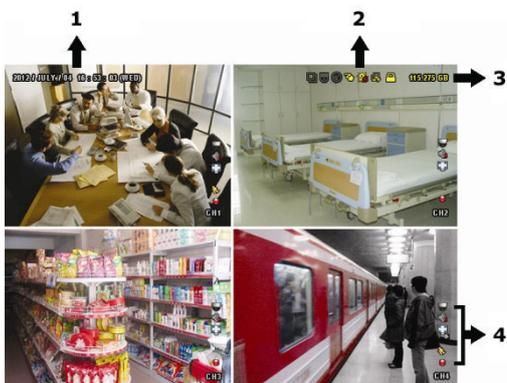 1
2
2012 / JULY / 04 16 : 53 : 03 (WED)
115.275 GB
3
CH1
CH2
4
CH3
CH4